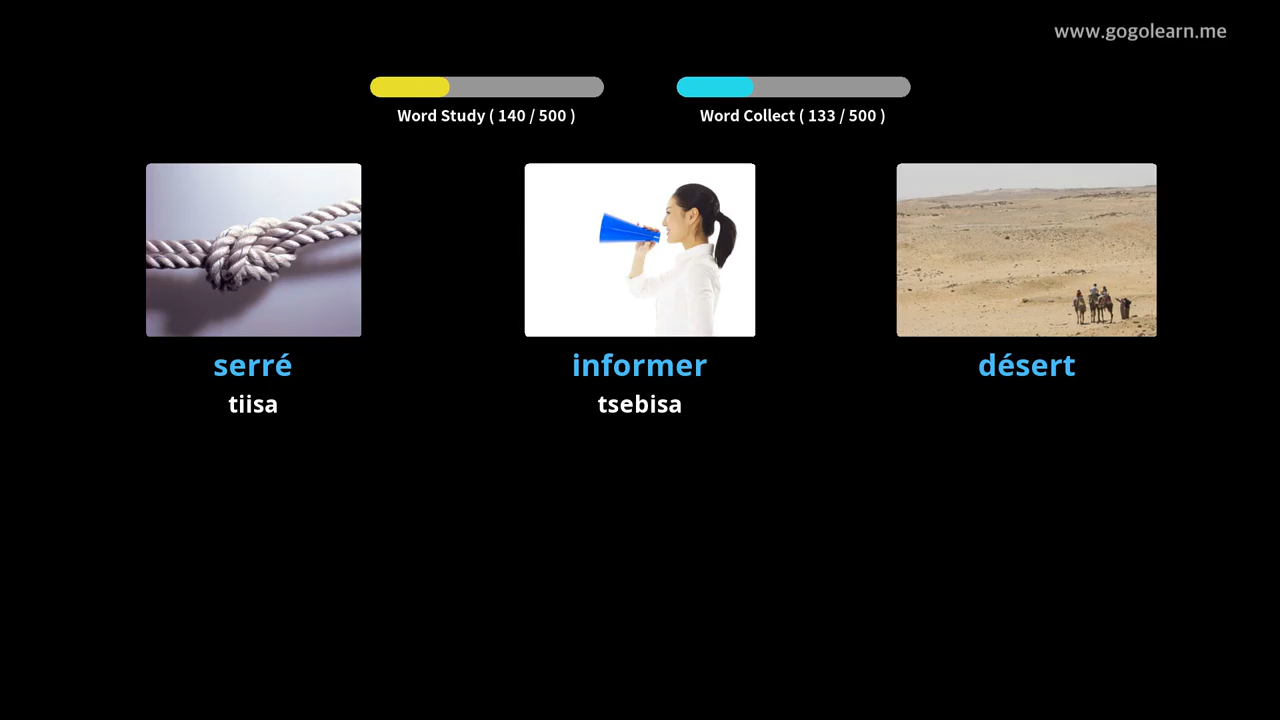 www.gogolearn.me
Word Study ( 140 / 500 )
Word Collect ( 133 / 500 )
serré
tiisa
informer
tsebisa
désert